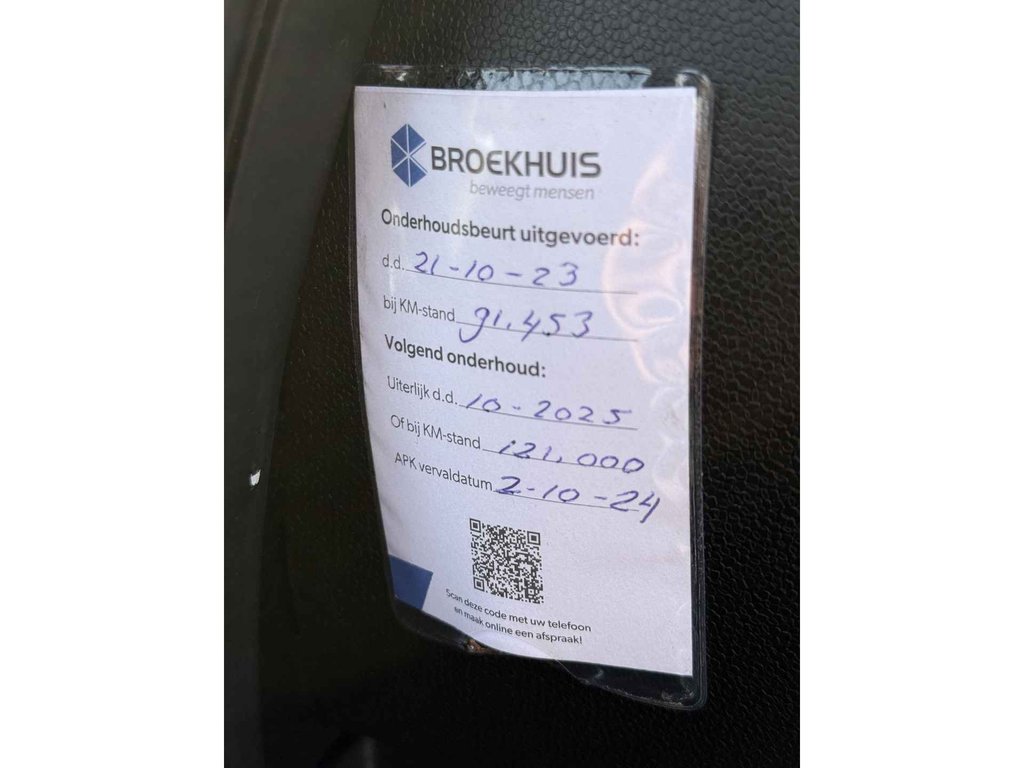 BROEKHUIS
beweegt mensen
Onderhoudsbeurt uitgevoerd:
d.d. 21-10-23
bij KM-stand 91.453
Volgend onderhoud:
Uiterlijk d.d. 10-2025
Of bij KM-stand 121.000
APK vervaldatum 2-10-24
Scan deze code met uw telefoon
en maak online een afspraak!